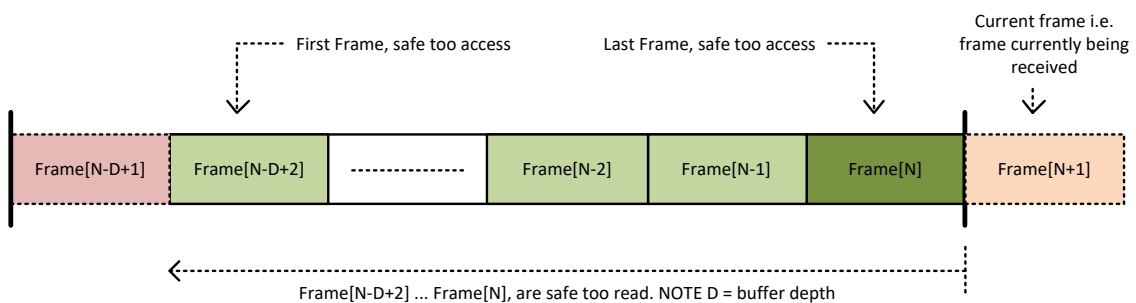 First Frame, safe too access
Last Frame, safe too access
Current frame i.e.
frame currently being
received
Frame[N-D+1]
Frame[N-D+2]
Frame[N-2]
Frame[N-1]
Frame[N]
Frame[N+1]
Frame[N-D+2] ... Frame[N], are safe too read. NOTE D = buffer depth